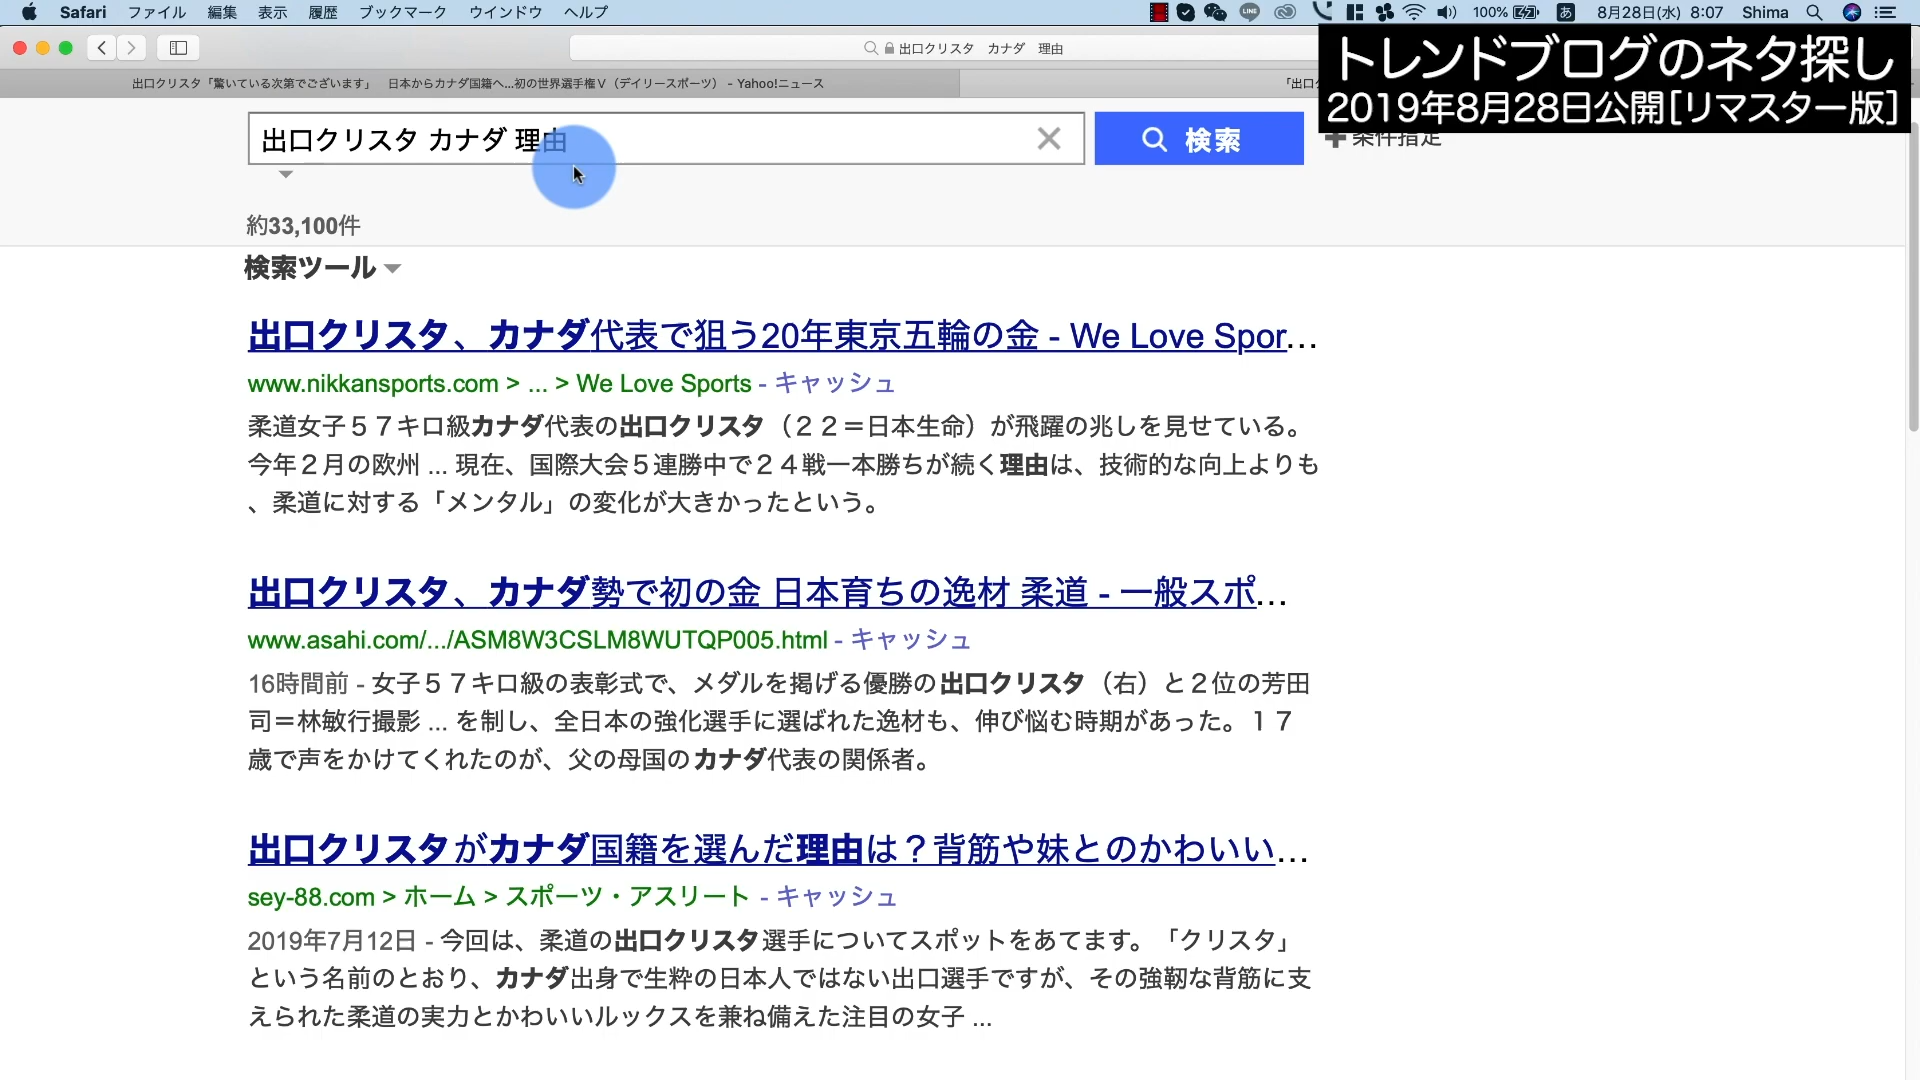 Safari ファイル 編集 表示 履歴 ブックマーク ウインドウ ヘルプ LINE 100% あ 8月28日(水) 8:07 Shima
出口クリスタ カナダ 理由
トレンドブログのネタ探し
2019年8月28日公開[リマスター版]
出口クリスタ「驚いている次第でございます」 日本からカナダ国籍へ…初の世界選手権V（デイリースポーツ） - Yahoo!ニュース
「出口
出口クリスタ カナダ 理由
検索
条件指定
約33,100件
検索ツール
出口クリスタ、カナダ代表で狙う20年東京五輪の金 - We Love Spor...
www.nikkansports.com > ... > We Love Sports - キャッシュ
柔道女子５７キロ級カナダ代表の出口クリスタ（２２＝日本生命）が飛躍の兆しを見せている。
今年２月の欧州 ... 現在、国際大会５連勝中で２４戦一本勝ちが続く理由は、技術的な向上よりも
、柔道に対する「メンタル」の変化が大きかったという。
出口クリスタ、カナダ勢で初の金 日本育ちの逸材 柔道 - 一般スポ...
www.asahi.com/.../ASM8W3CSLM8WUTQP005.html - キャッシュ
16時間前 - 女子５７キロ級の表彰式で、メダルを掲げる優勝の出口クリスタ（右）と２位の芳田
司＝林敏行撮影 ... を制し、全日本の強化選手に選ばれた逸材も、伸び悩む時期があった。１７
歳で声をかけてくれたのが、父の母国のカナダ代表の関係者。
出口クリスタがカナダ国籍を選んだ理由は？背筋や妹とのかわいい...
sey-88.com > ホーム > スポーツ・アスリート - キャッシュ
2019年7月12日 - 今回は、柔道の出口クリスタ選手についてスポットをあてます。「クリスタ」
という名前のとおり、カナダ出身で生粋の日本人ではない出口選手ですが、その強靭な背筋に支
えられた柔道の実力とかわいいルックスを兼ね備えた注目の女子 ...